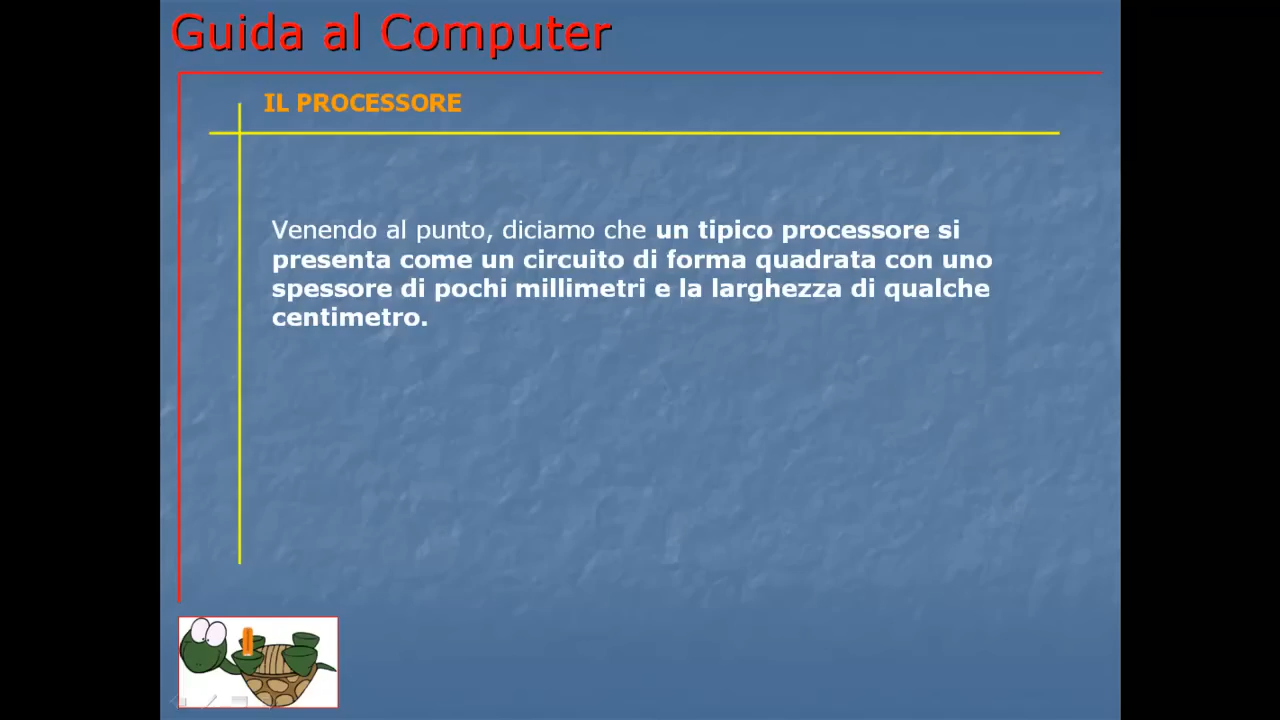 Guida al Computer
IL PROCESSORE
Venendo al punto, diciamo che un tipico processore si
presenta come un circuito di forma quadrata con uno
spessore di pochi millimetri e la larghezza di qualche
centimetro.